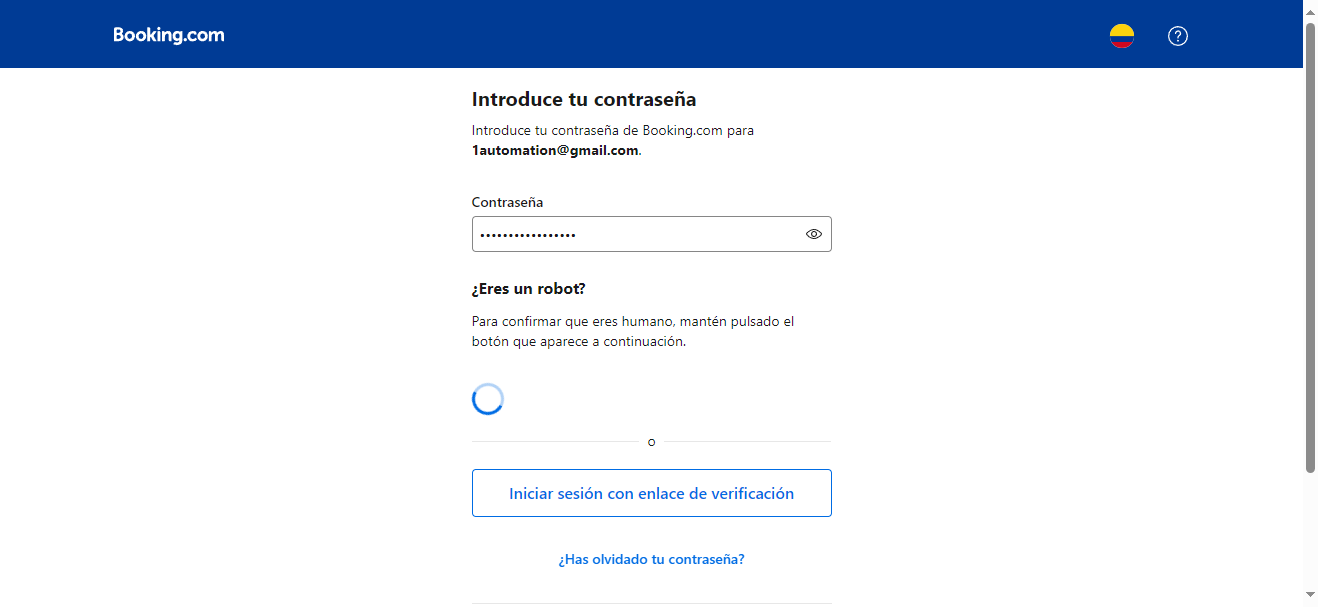 Booking.com
Introduce tu contraseña
Introduce tu contraseña de Booking.com para
1automation@gmail.com.
Contraseña
•••••••••••••••••
¿Eres un robot?
Para confirmar que eres humano, mantén pulsado el
botón que aparece a continuación.
o
Iniciar sesión con enlace de verificación
¿Has olvidado tu contraseña?